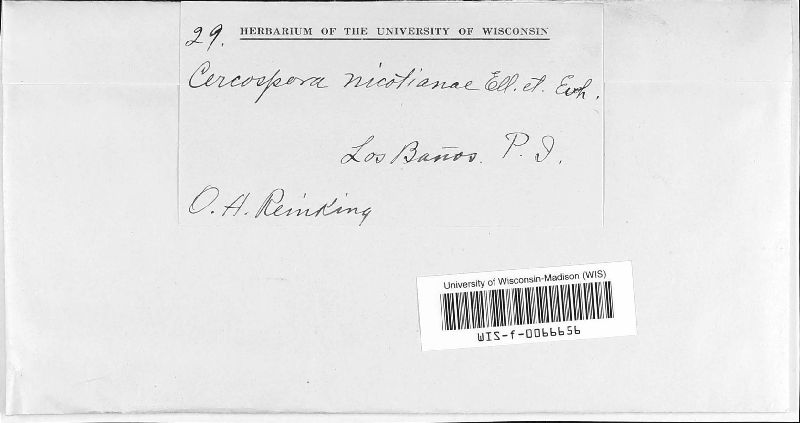 29. HERBARIUM OF THE UNIVERSITY OF WISCONSIN
Cercospora nicotianae Ell. et. Evh.
Los Baños. P. I.
O. A. Reinking
University of Wisconsin-Madison (WIS)
WIS-f-0066656